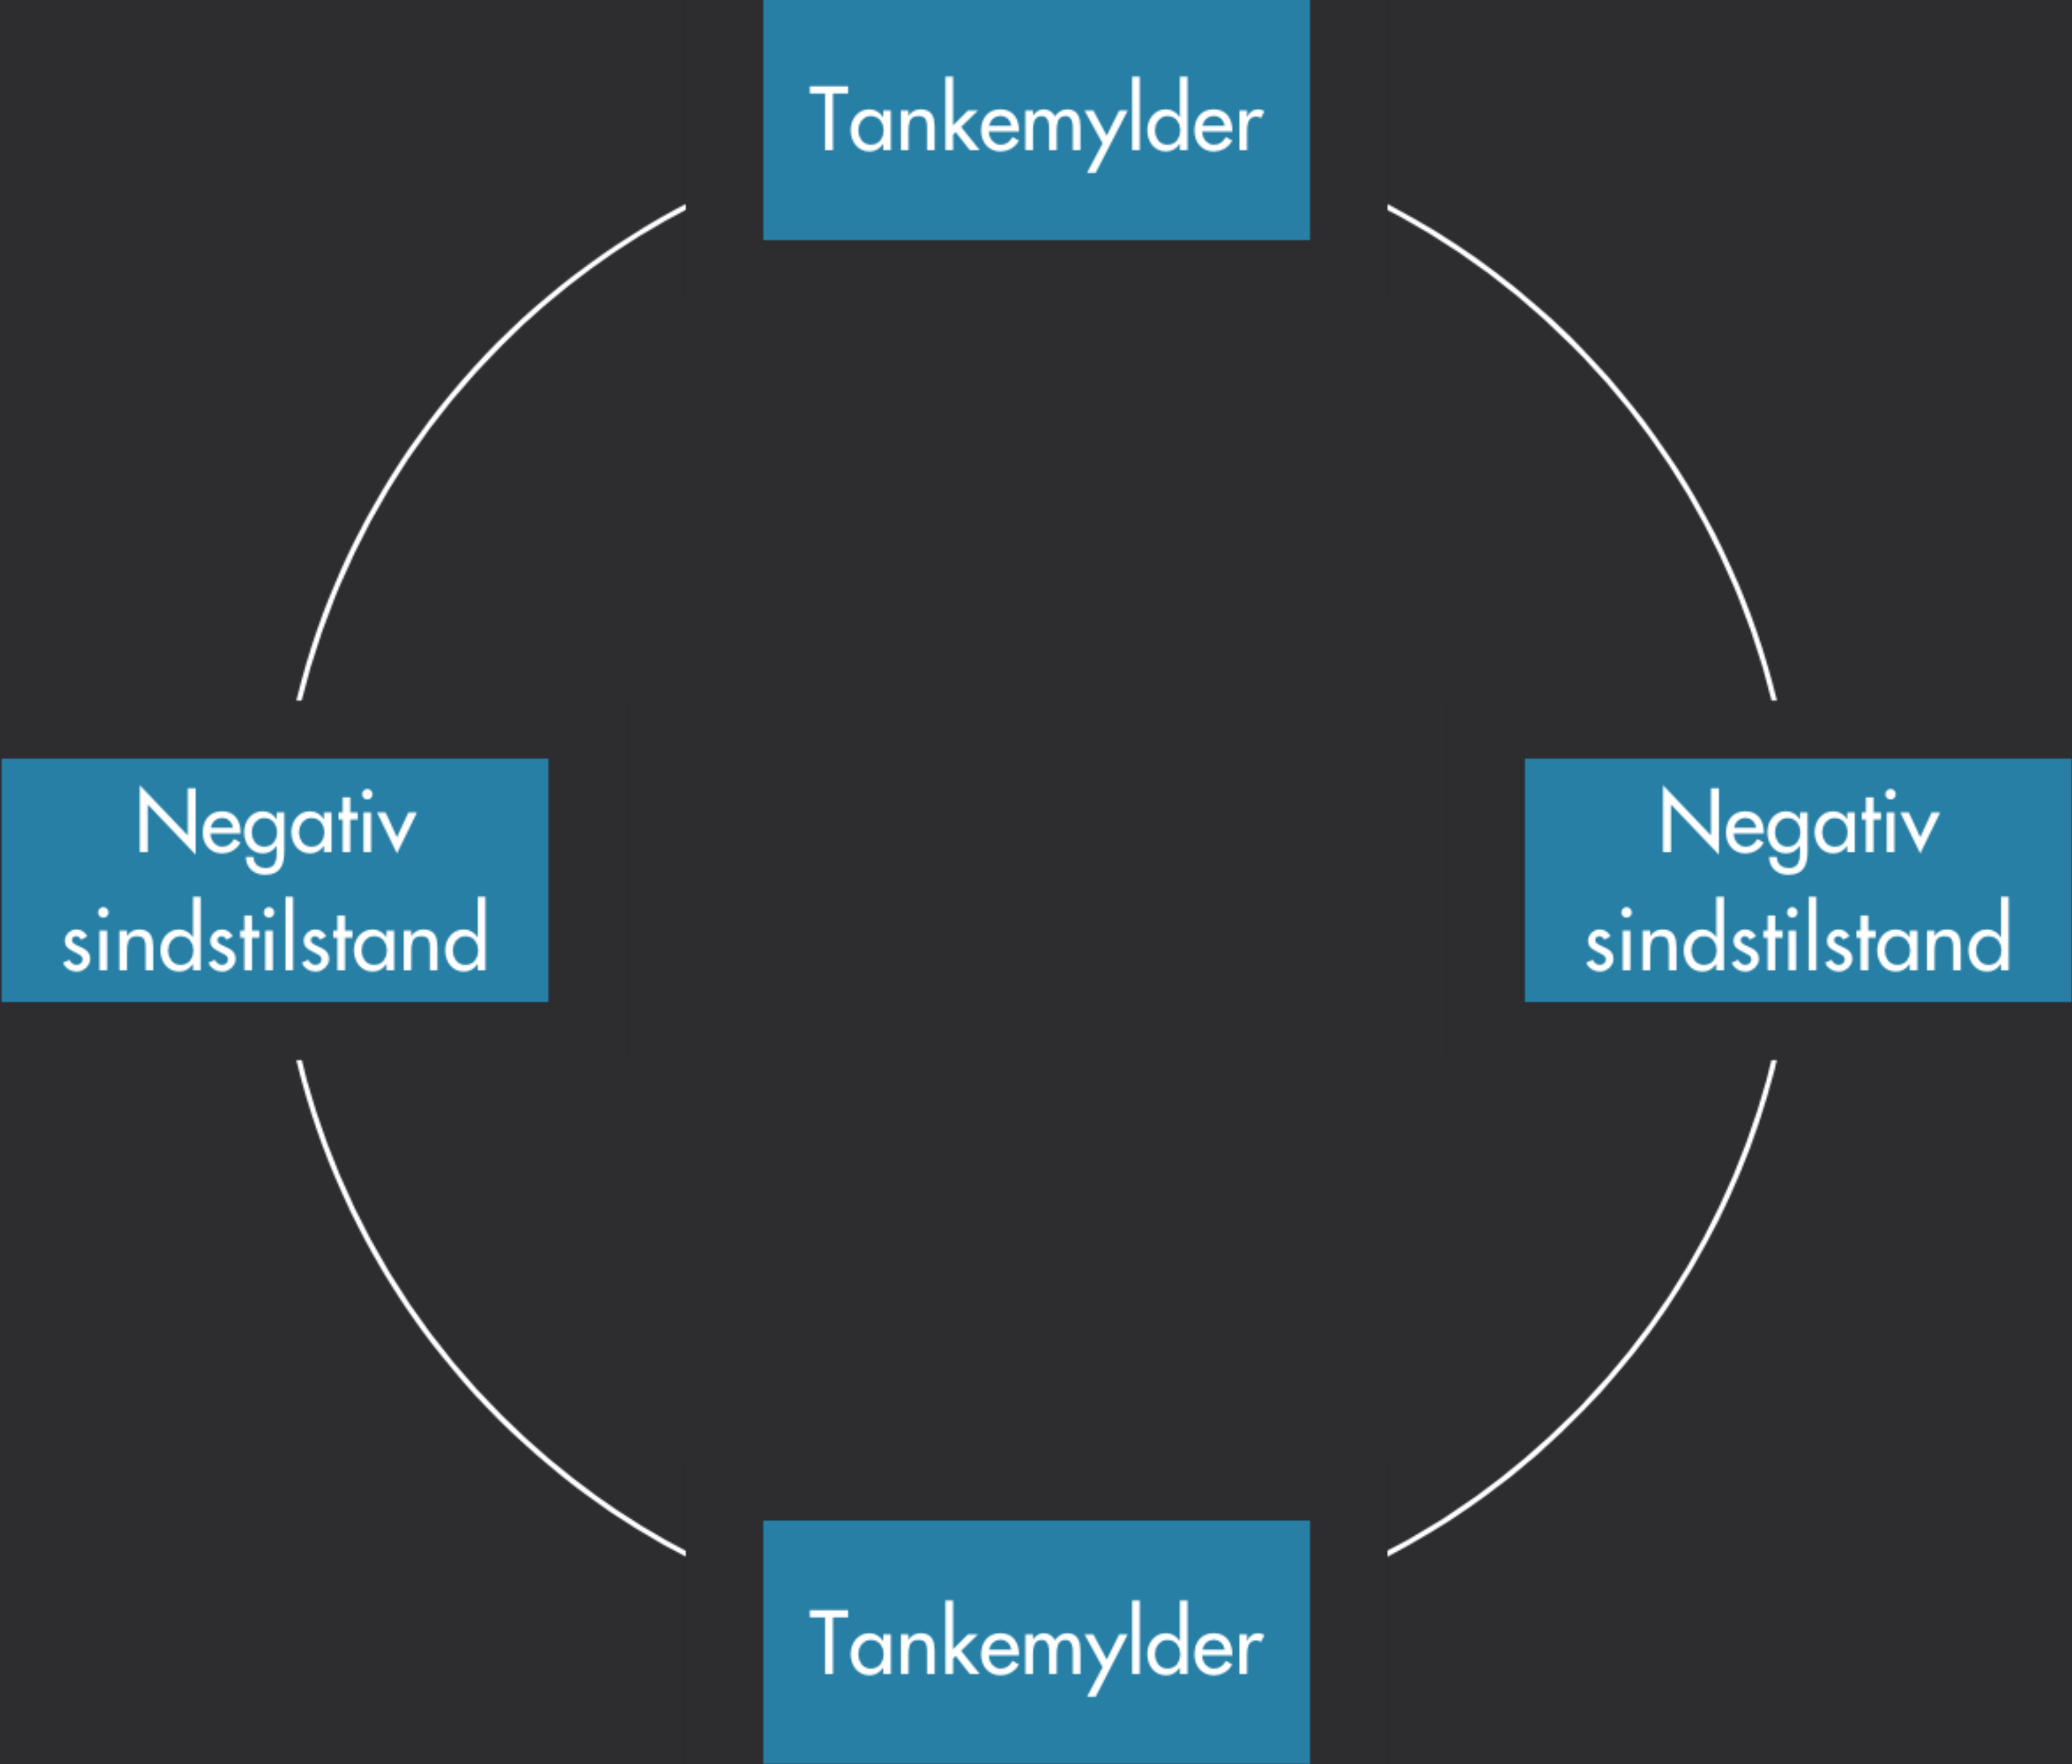 Tankemylder
Negativ
sindstilstand
Negativ
sindstilstand
Tankemylder